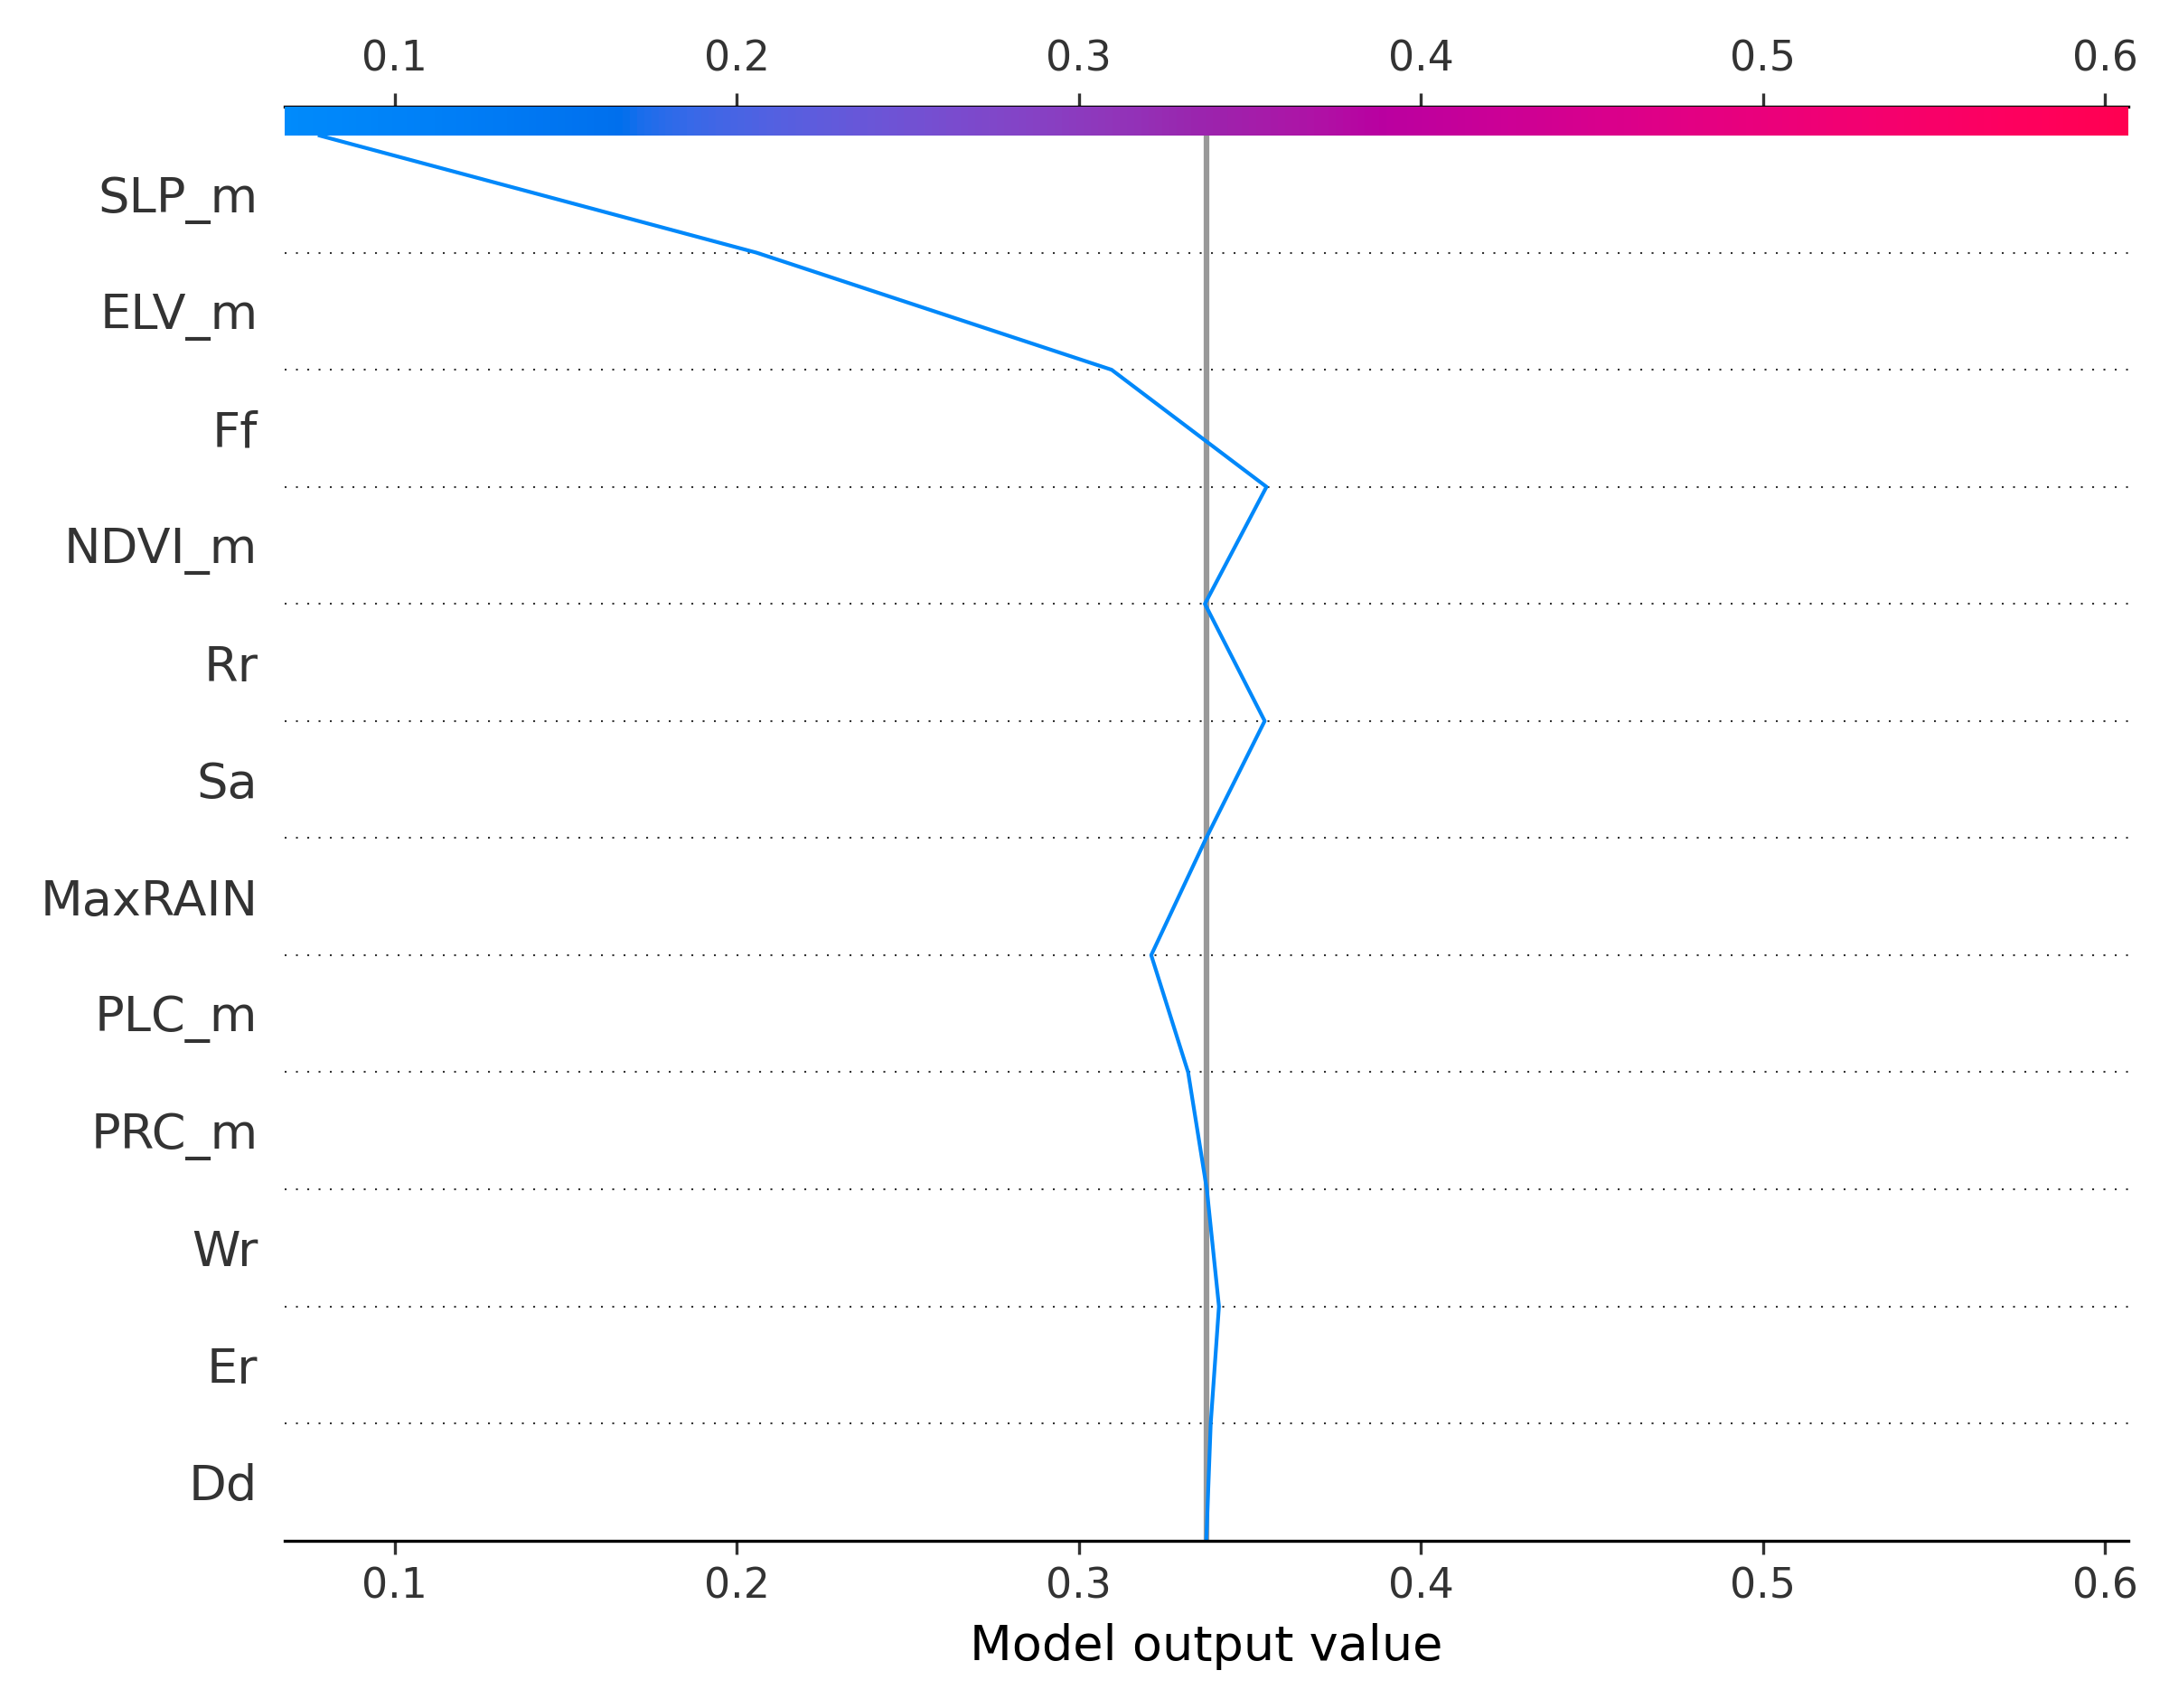 0.1 0.2 0.3 0.4 0.5 0.6
SLP_m
ELV_m
Ff
NDVI_m
Rr
Sa
MaxRAIN
PLC_m
PRC_m
Wr
Er
Dd
0.1 0.2 0.3 0.4 0.5 0.6
Model output value